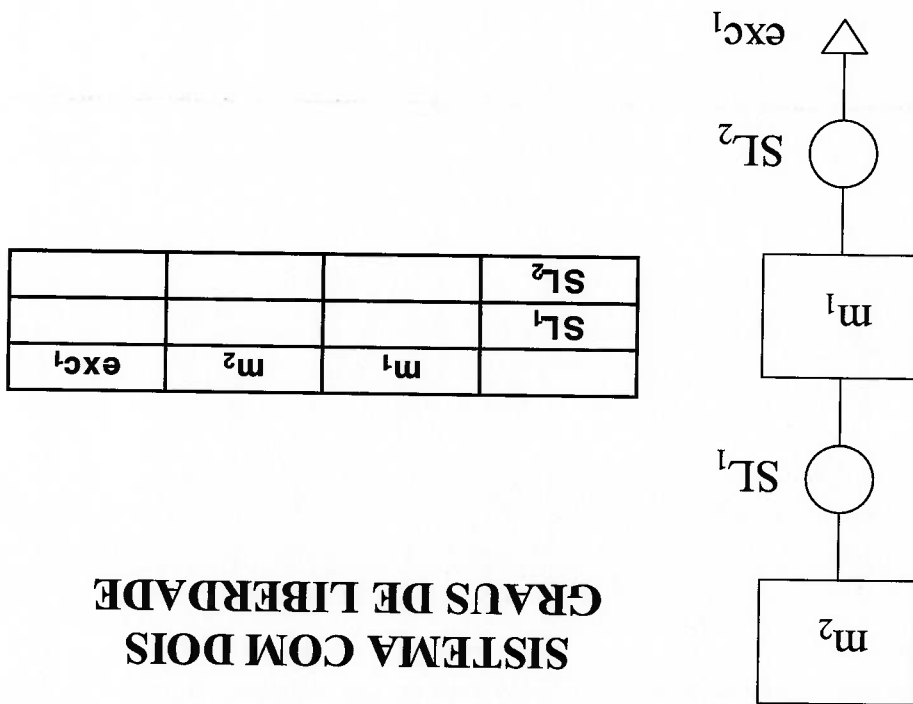 SISTEMA COM DOIS
GRAUS DE LIBERDADE
m₂
SL₁
m₁
SL₂
exc₁
m₁ m₂ exc₁
SL₁
SL₂